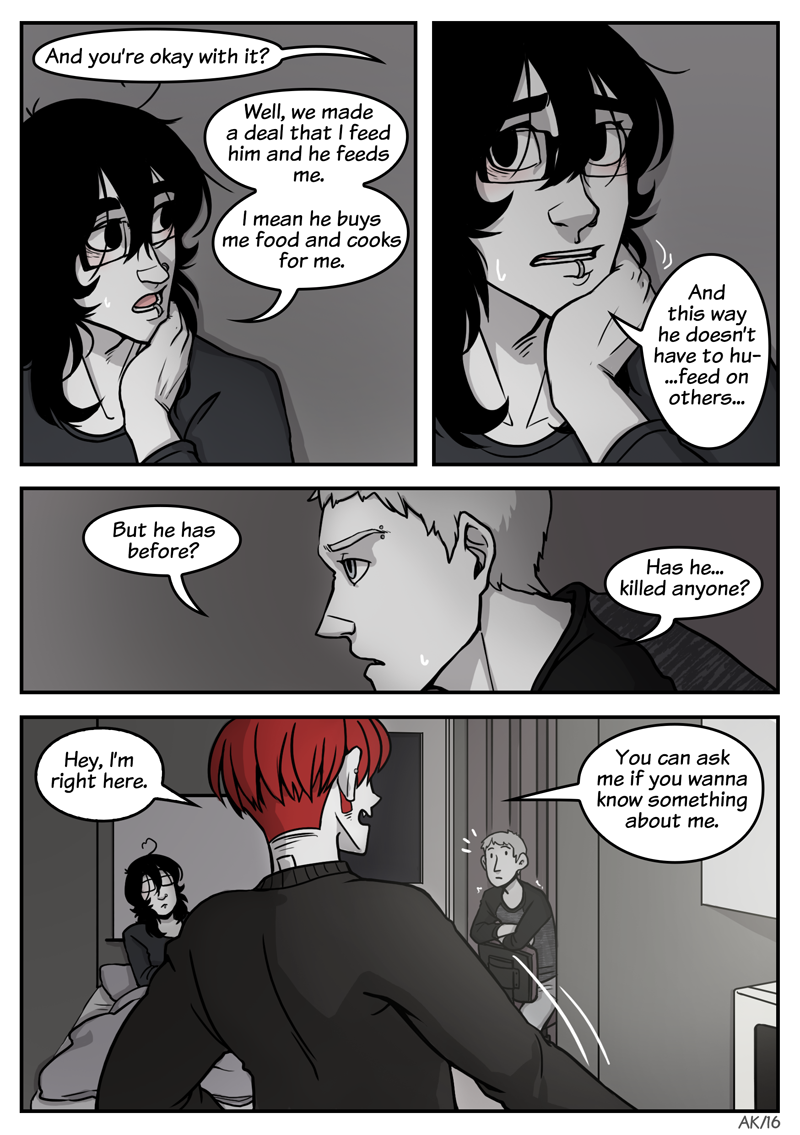 And you're okay with it?
Well, we made
a deal that I feed
him and he feeds
me.
I mean he buys
me food and cooks
for me.
And
this way
he doesn't
have to hu-
...feed on
others...
But he has
before?
Has he...
killed anyone?
Hey, I'm
right here.
You can ask
me if you wanna
know something
about me.
AK/16